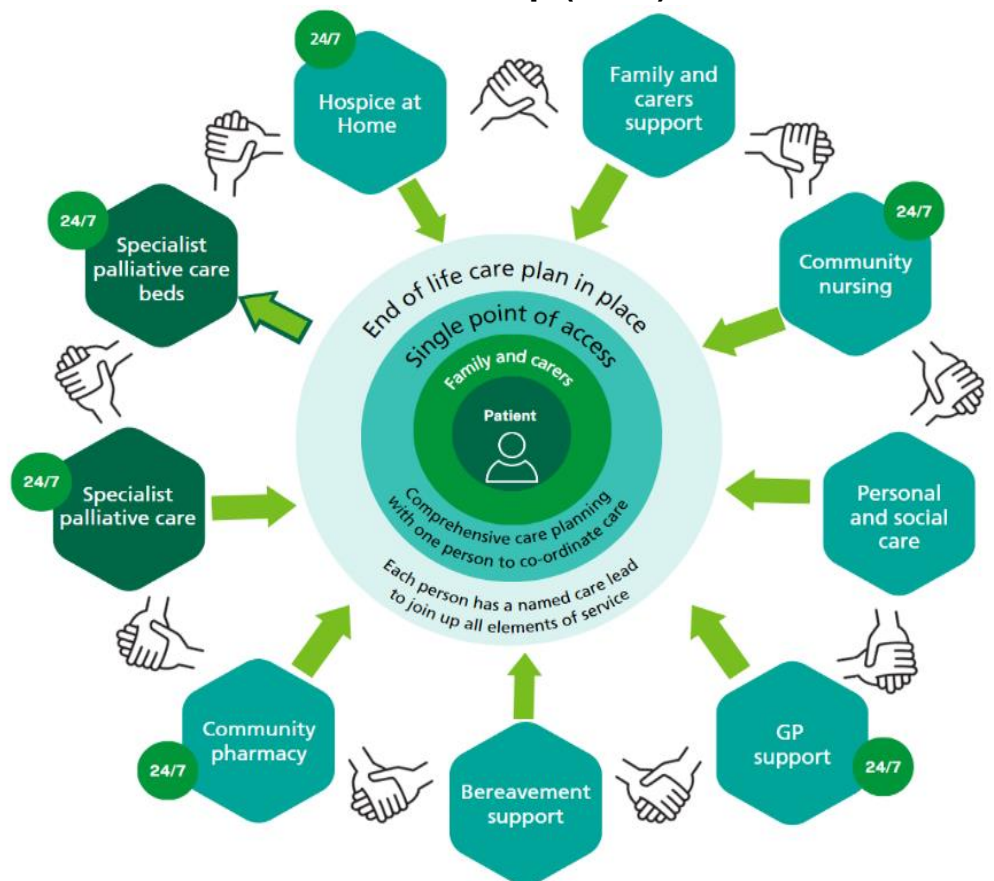 24/7
Hospice at
Home
Family and
carers
support
24/7
Community
nursing
Personal
and social
care
GP
support
24/7
Bereavement
support
Community
pharmacy
24/7
24/7
Specialist
palliative care
24/7
Specialist
palliative care
beds
End of life care plan in place
Single point of access
Family and carers
Patient
Comprehensive care planning
with one person to co-ordinate care
Each person has a named care lead
to join up all elements of service